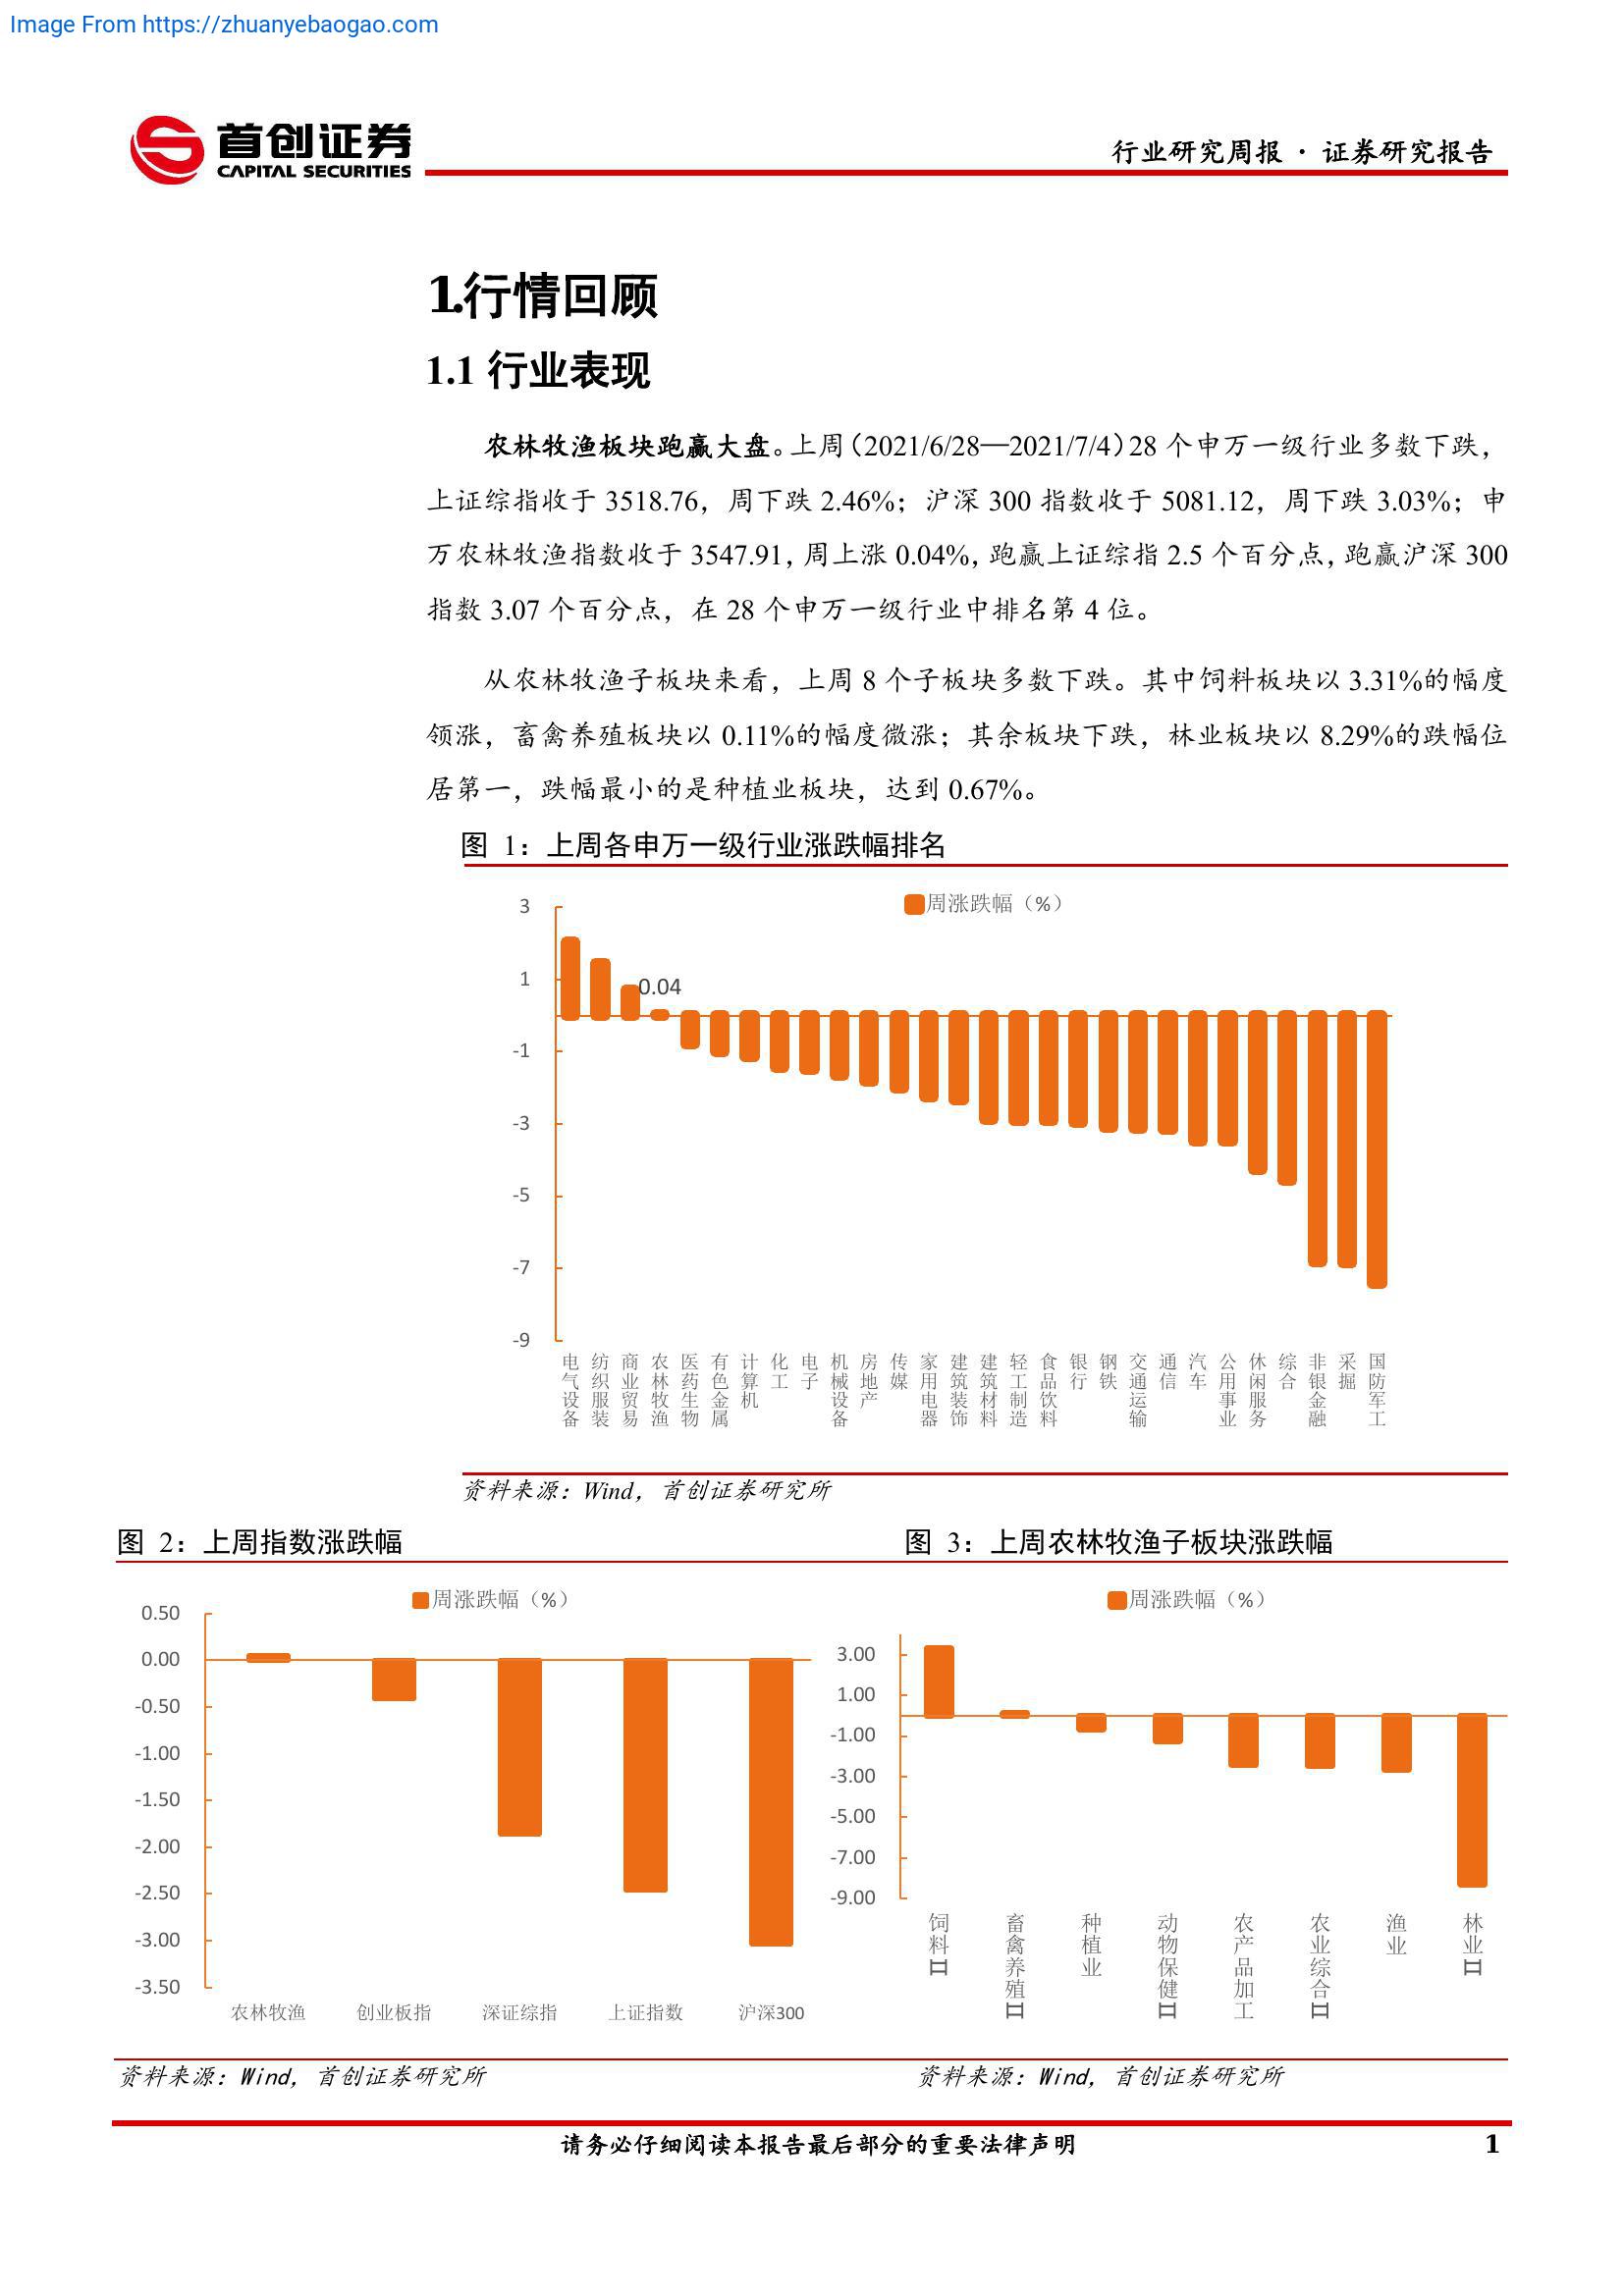 Image From https://zhuanyebaogao.com
首创证券
CAPITAL SECURITIES
行业研究周报 · 证券研究报告
1.行情回顾
1.1 行业表现
农林牧渔板块跑赢大盘。上周（2021/6/28—2021/7/4）28 个申万一级行业多数下跌，
上证综指收于 3518.76，周下跌 2.46%；沪深 300 指数收于 5081.12，周下跌 3.03%；申
万农林牧渔指数收于 3547.91，周上涨 0.04%，跑赢上证综指 2.5 个百分点，跑赢沪深 300
指数 3.07 个百分点，在 28 个申万一级行业中排名第 4 位。
从农林牧渔子板块来看，上周 8 个子板块多数下跌。其中饲料板块以 3.31%的幅度
领涨，畜禽养殖板块以 0.11%的幅度微涨；其余板块下跌，林业板块以 8.29%的跌幅位
居第一，跌幅最小的是种植业板块，达到 0.67%。
图 1：上周各申万一级行业涨跌幅排名
周涨跌幅（%）
3
1
-1
-3
-5
-7
-9
0.04
电气设备
纺织服装
商业贸易
农林牧渔
医药生物
有色金属
计算机
化工
电子
机械设备
房地产
传媒
家用电器
建筑装饰
建筑材料
轻工制造
食品饮料
银行
钢铁
交通运输
通信
汽车
公用事业
休闲服务
综合
非银金融
采掘
国防军工
资料来源：Wind，首创证券研究所
图 2：上周指数涨跌幅
周涨跌幅（%）
0.50
0.00
-0.50
-1.00
-1.50
-2.00
-2.50
-3.00
-3.50
农林牧渔
创业板指
深证综指
上证指数
沪深300
资料来源：Wind，首创证券研究所
图 3：上周农林牧渔子板块涨跌幅
周涨跌幅（%）
3.00
1.00
-1.00
-3.00
-5.00
-7.00
-9.00
饲料Ⅱ
畜禽养殖Ⅱ
种植业
动物保健Ⅱ
农产品加工
农业综合Ⅱ
渔业
林业Ⅱ
资料来源：Wind，首创证券研究所
请务必仔细阅读本报告最后部分的重要法律声明
1